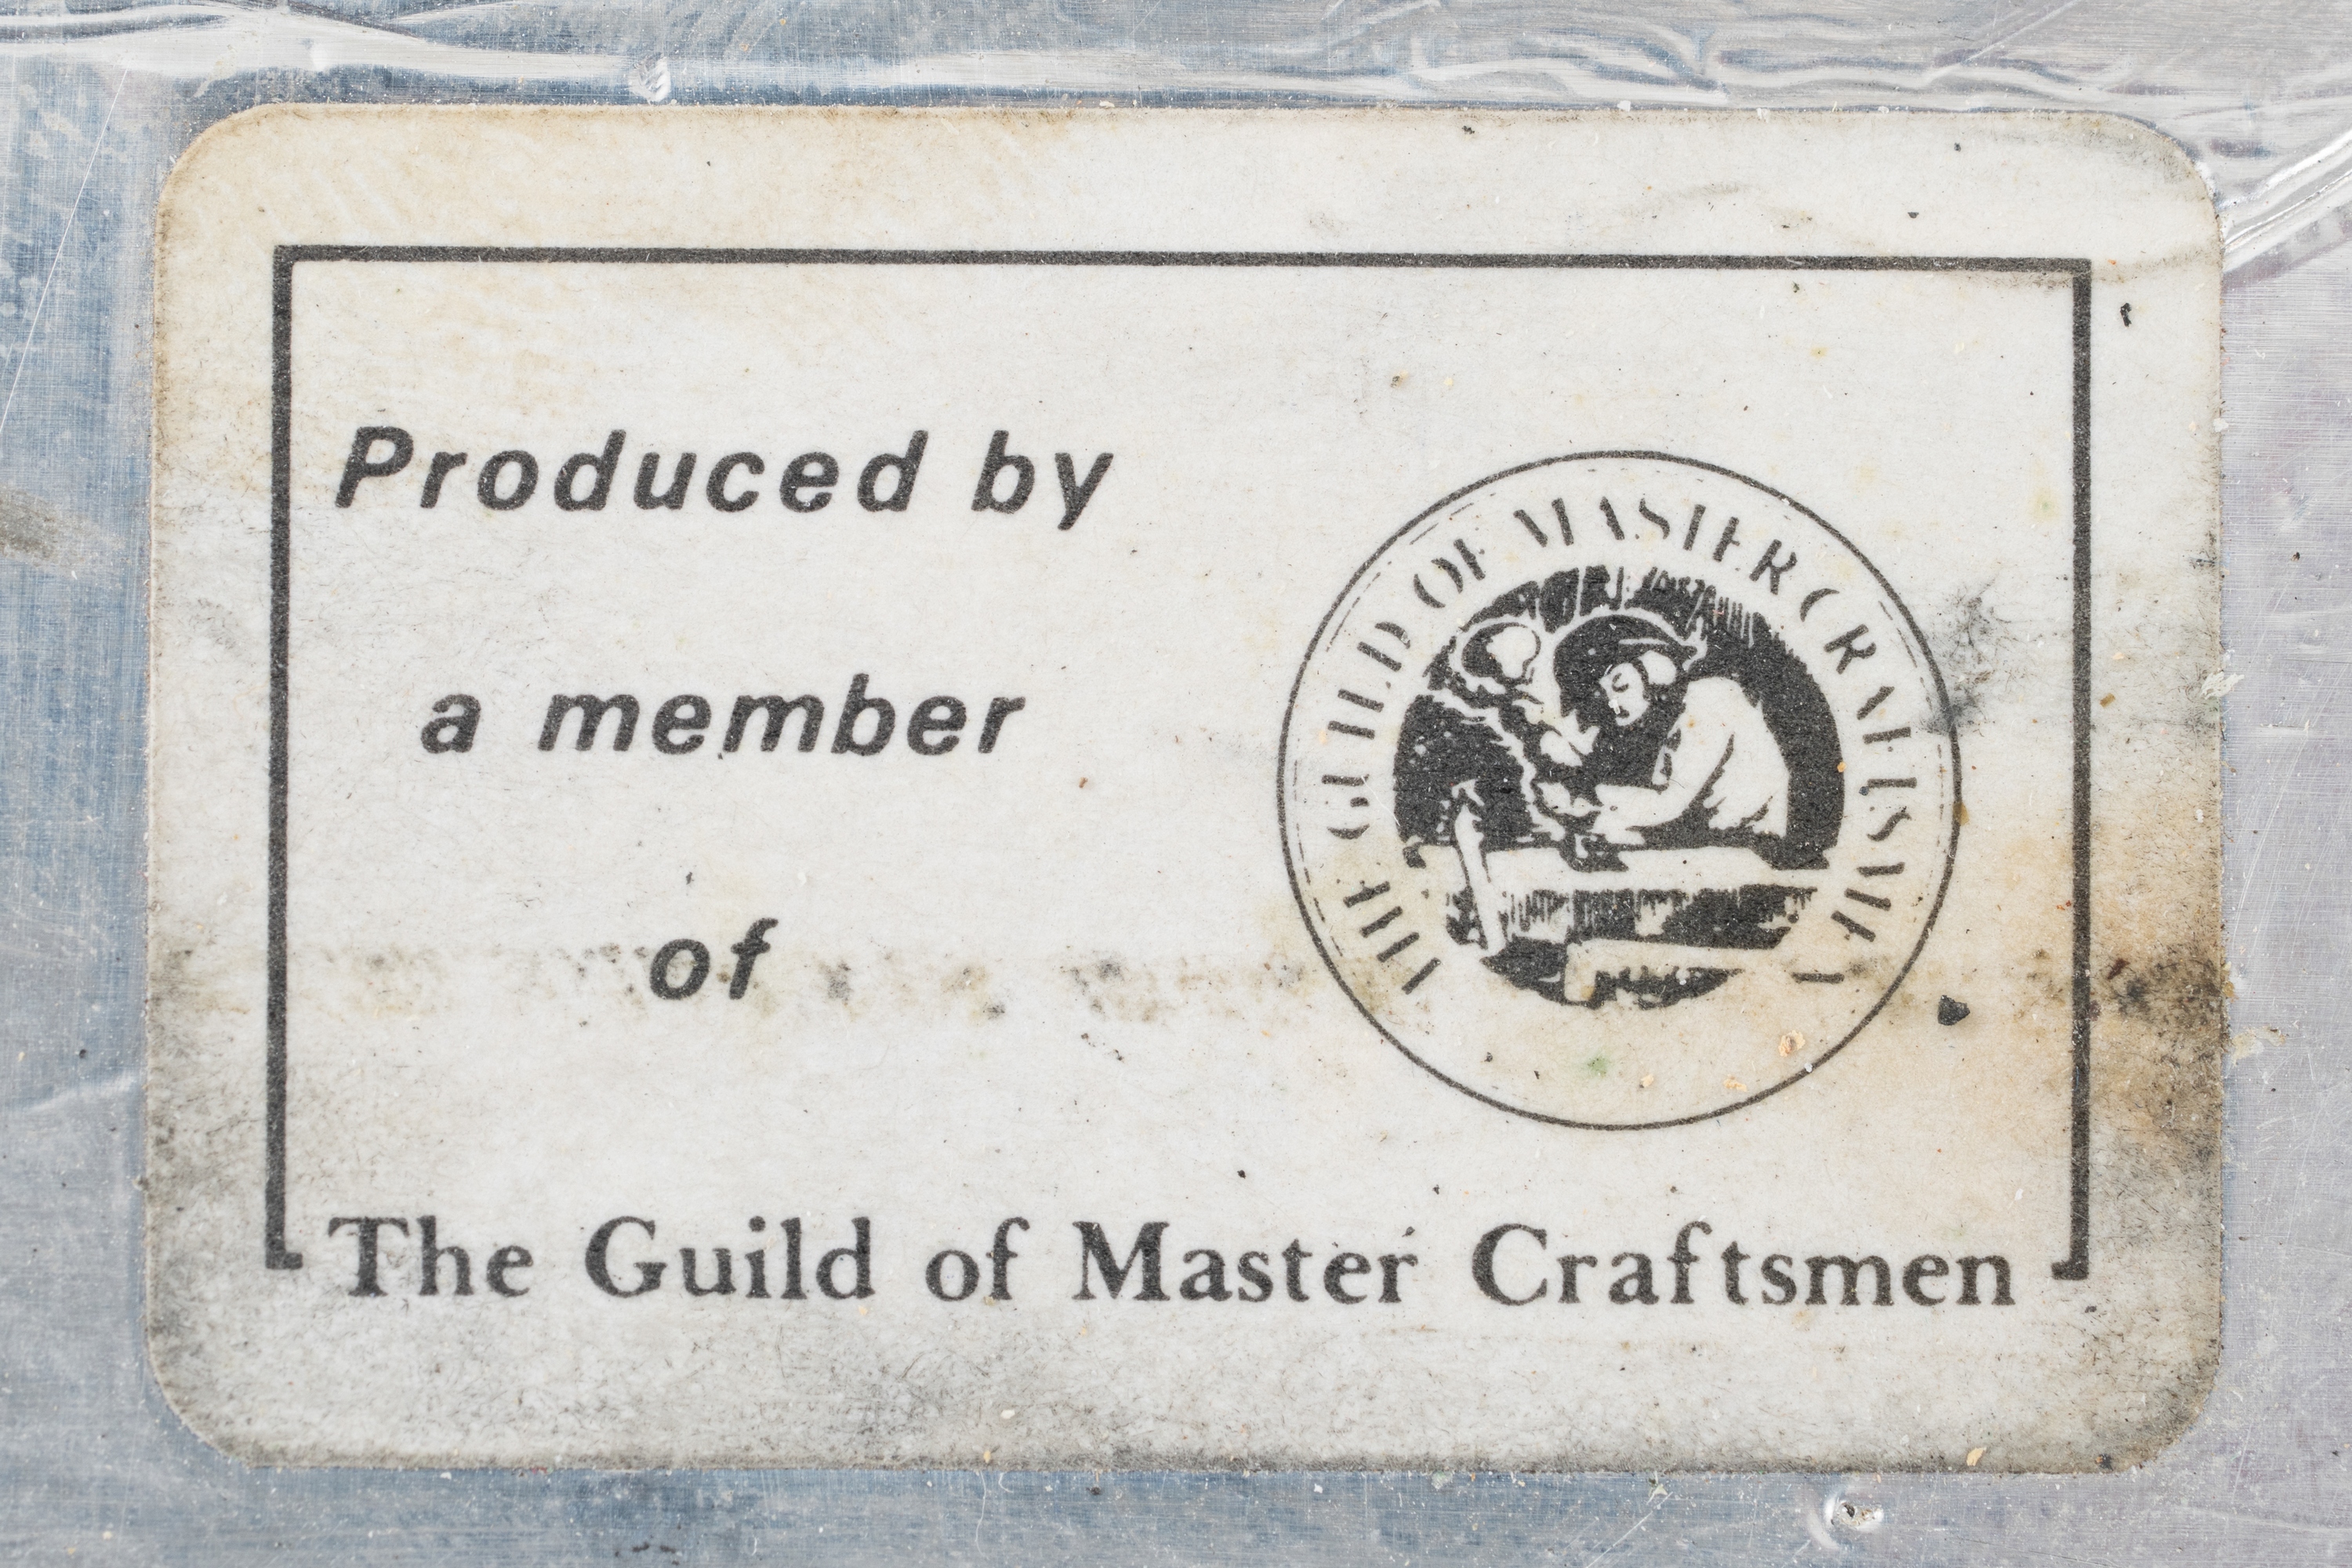 Produced by
a member
of
THE GUILD OF MASTER CRAFTSMEN
The Guild of Master Craftsmen